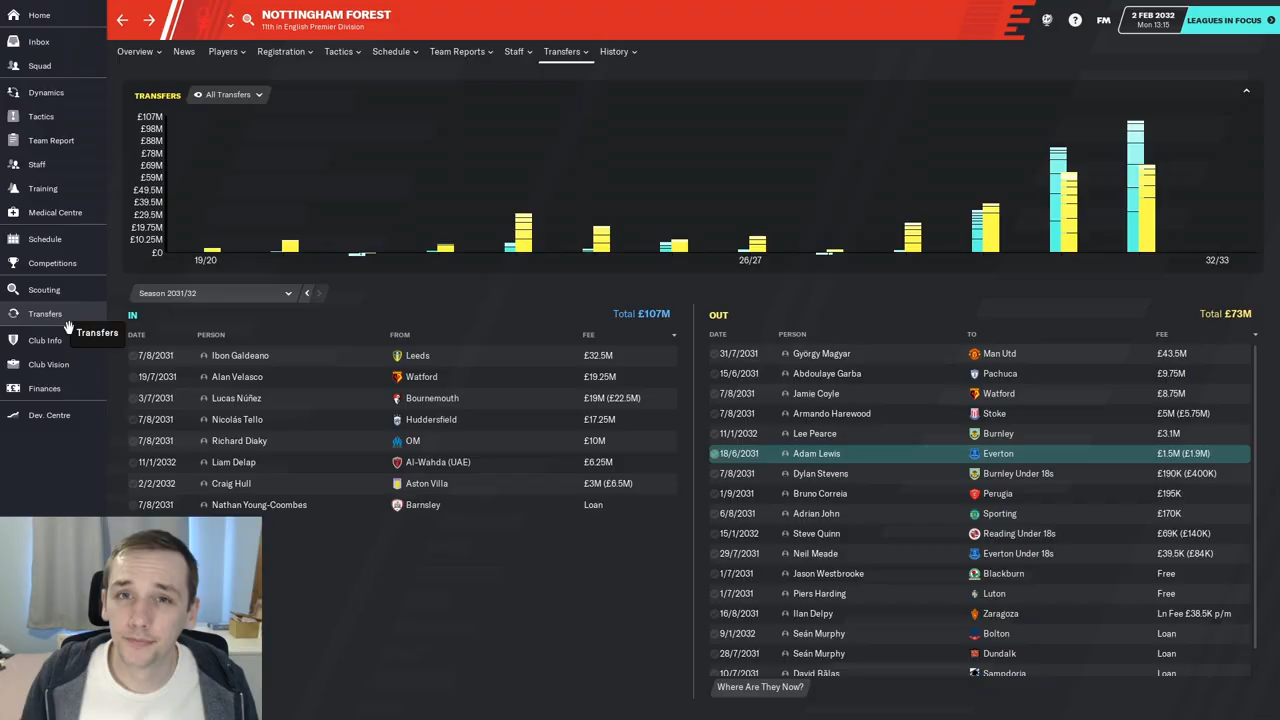 Home
Inbox
Squad
Dynamics
Tactics
Team Report
Staff
Training
Medical Centre
Schedule
Competitions
Scouting
Transfers
Transfers
Club Info
Club Vision
Finances
Dev. Centre
NOTTINGHAM FOREST
11th in English Premier Division
FM
2 FEB 2032
Mon 13:15
LEAGUES IN FOCUS
Overview News Players Registration Tactics Schedule Team Reports Staff Transfers History
TRANSFERS All Transfers
£107M
£98M
£88M
£78M
£69M
£59M
£49.5M
£39.5M
£29.5M
£19.75M
£10.25M
£0
19/20 26/27 32/33
Season 2031/32
IN Total £107M
DATE PERSON FROM FEE
7/8/2031 Ibon Galdeano Leeds £32.5M
19/7/2031 Alan Velasco Watford £19.25M
3/7/2031 Lucas Núñez Bournemouth £19M (£22.5M)
7/8/2031 Nicolás Tello Huddersfield £17.25M
7/8/2031 Richard Diaky OM £10M
11/1/2032 Liam Delap Al-Wahda (UAE) £6.25M
2/2/2032 Craig Hull Aston Villa £3M (£6.5M)
7/8/2031 Nathan Young-Coombes Barnsley Loan
OUT Total £73M
DATE PERSON TO FEE
31/7/2031 György Magyar Man Utd £43.5M
15/6/2031 Abdoulaye Garba Pachuca £9.75M
7/8/2031 Jamie Coyle Watford £8.75M
7/8/2031 Armando Harewood Stoke £5M (£5.75M)
11/1/2032 Lee Pearce Burnley £3.1M
18/6/2031 Adam Lewis Everton £1.5M (£1.9M)
7/8/2031 Dylan Stevens Burnley Under 18s £190K (£400K)
1/9/2031 Bruno Correia Perugia £195K
6/8/2031 Adrian John Sporting £170K
15/1/2032 Steve Quinn Reading Under 18s £69K (£140K)
29/7/2031 Neil Meade Everton Under 18s £39.5K (£84K)
1/7/2031 Jason Westbrooke Blackburn Free
1/7/2031 Piers Harding Luton Free
16/8/2031 Ilan Delpy Zaragoza Ln Fee £38.5K p/m
9/1/2032 Seán Murphy Bolton Loan
28/7/2031 Seán Murphy Dundalk Loan
10/7/2031 David Bălas Sampdoria Loan
Where Are They Now?